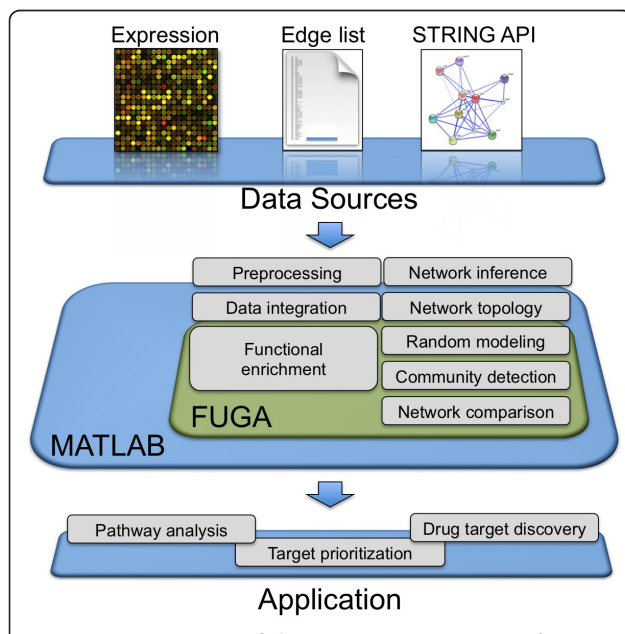 Expression
Edge list
STRING API
Data Sources
Preprocessing
Network inference
Data integration
Network topology
Functional
enrichment
Random modeling
Community detection
Network comparison
FUGA
MATLAB
Pathway analysis
Drug target discovery
Target prioritization
Application